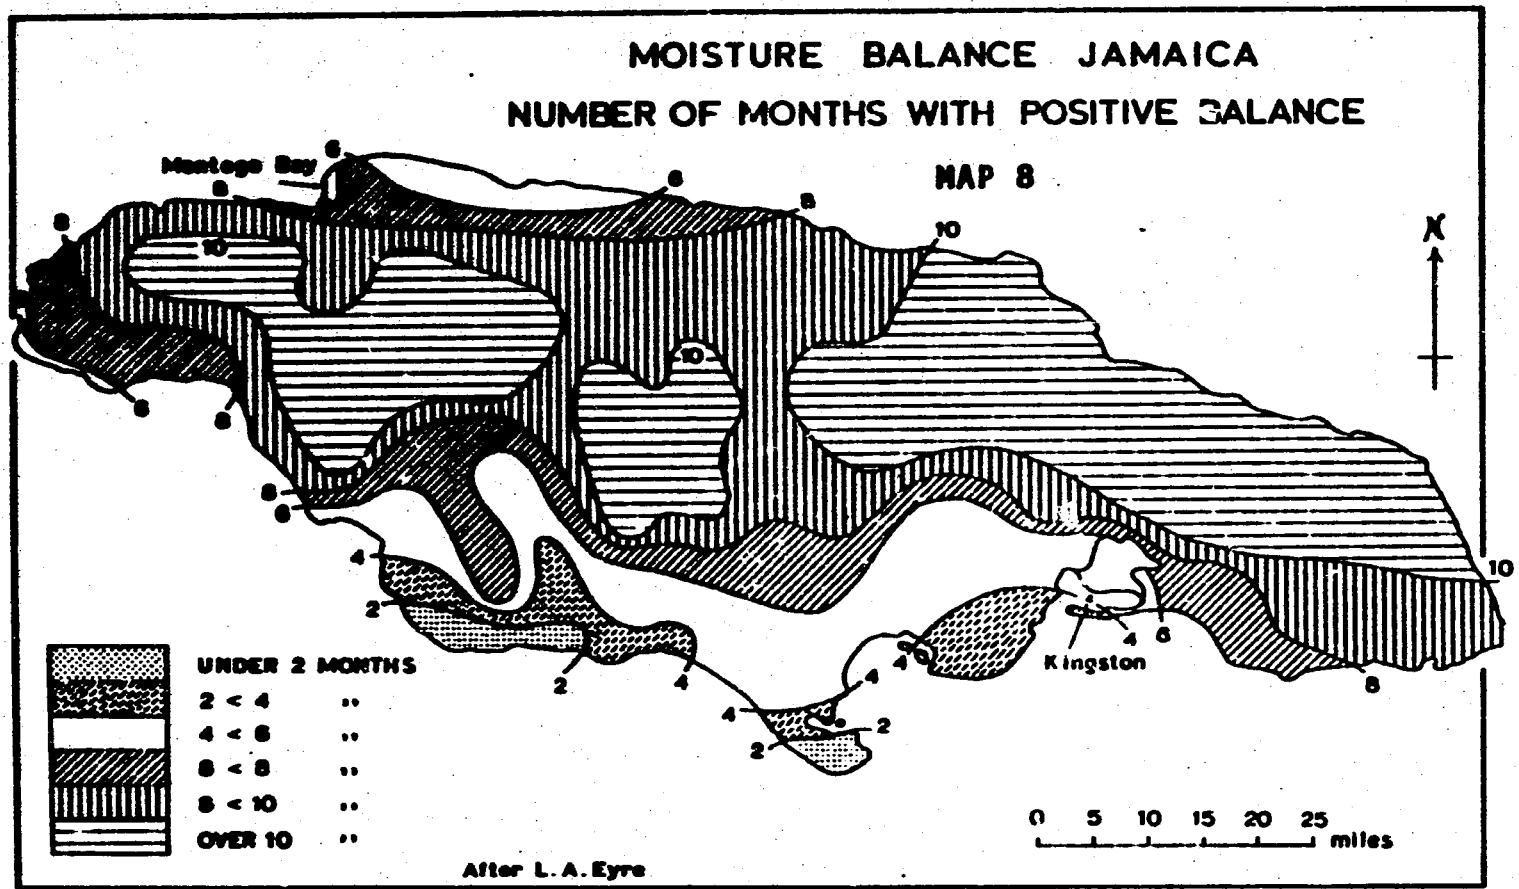 MOISTURE BALANCE JAMAICA
NUMBER OF MONTHS WITH POSITIVE BALANCE
MAP 8
Montego Bay
6
8
6
8
8
10
10
N
10
6
8
8
6
4
2
10
2
4
4
2
2
4
4
Kingston
4
6
8
UNDER 2 MONTHS
2 < 4 "
4 < 6 "
6 < 8 "
8 < 10 "
OVER 10 "
0 5 10 15 20 25
miles
After L.A. Eyre